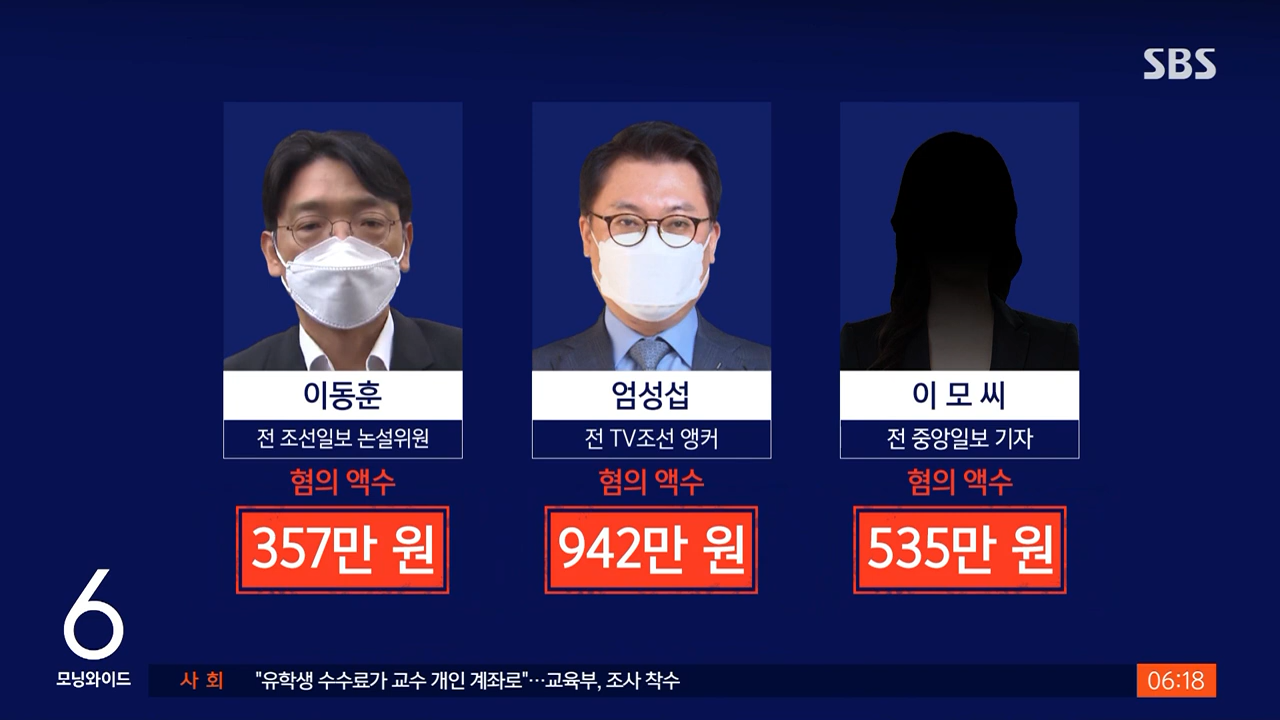 SBS
이동훈
전 조선일보 논설위원
혐의 액수
357만 원
엄성섭
전 TV조선 앵커
혐의 액수
942만 원
이 모 씨
전 중앙일보 기자
혐의 액수
535만 원
6
모닝와이드
사 회 "유학생 수수료가 교수 개인 계좌로"…교육부, 조사 착수
06:18